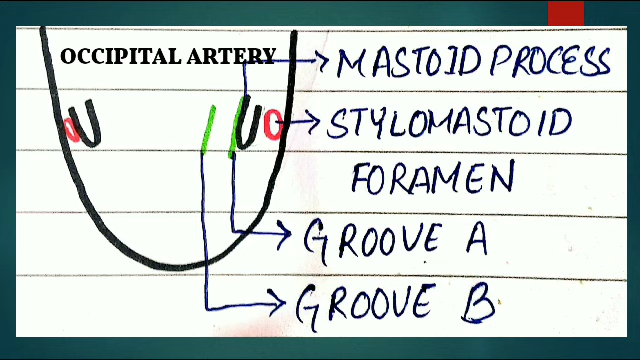 OCCIPITAL ARTERY
MASTOID PROCESS
STYLOMASTOID
FORAMEN
GROOVE A
GROOVE B